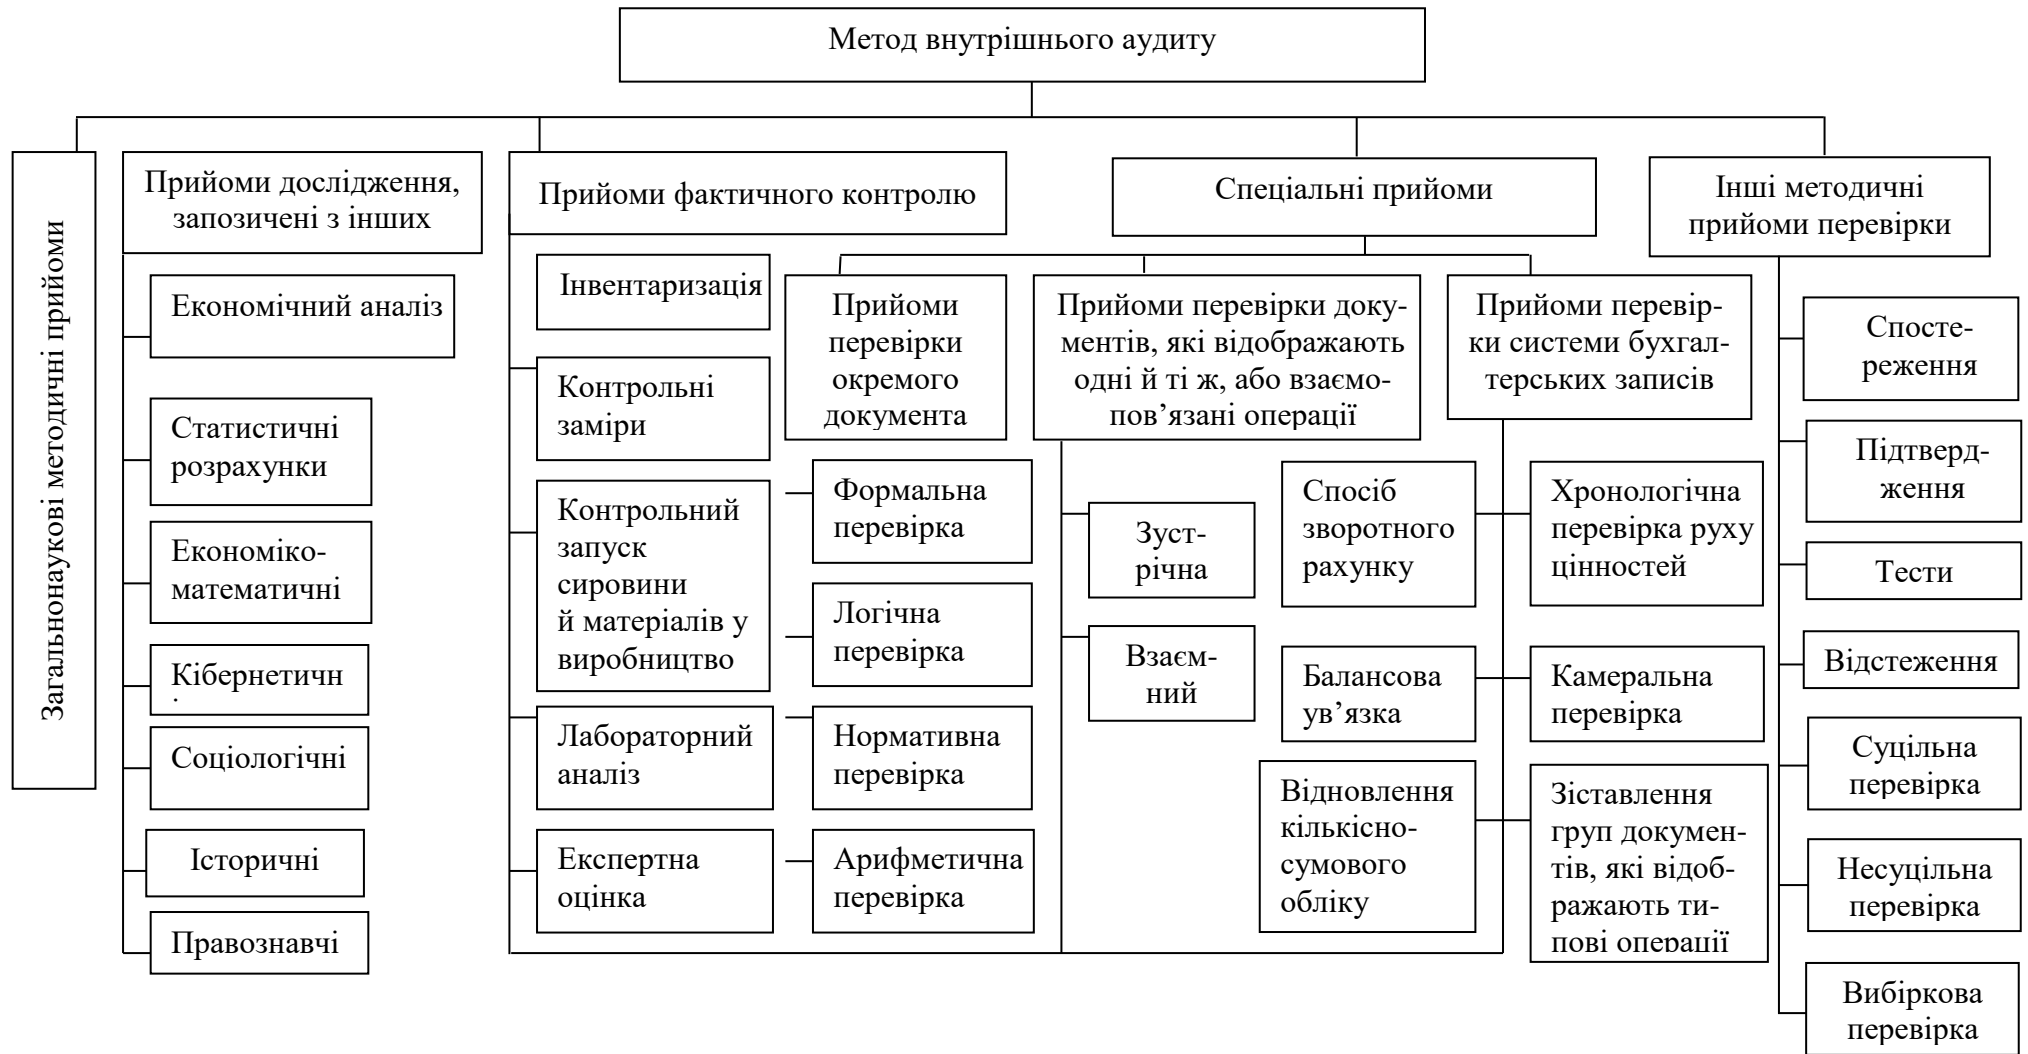 Метод внутрішнього аудиту
Загальнонаукові методичні прийоми
Прийоми дослідження,
запозичені з інших
Економічний аналіз
Статистичні
розрахунки
Економіко-
математичні
Кібернетичн
Соціологічні
Історичні
Правознавчі
Прийоми фактичного контролю
Інвентаризація
Контрольні
заміри
Контрольний
запуск
сировини
й матеріалів у
виробництво
Лабораторний
аналіз
Експертна
оцінка
Спеціальні прийоми
Прийоми
перевірки
окремого
документа
Формальна
перевірка
Логічна
перевірка
Нормативна
перевірка
Арифметична
перевірка
Прийоми перевірки доку-
ментів, які відображають
одні й ті ж, або взаємо-
пов’язані операції
Зуст-
річна
Взаєм-
ний
Прийоми перевір-
ки системи бухгал-
терських записів
Спосіб
зворотного
рахунку
Балансова
ув’язка
Відновлення
кількісно-
сумового
обліку
Хронологічна
перевірка руху
цінностей
Камеральна
перевірка
Зіставлення
груп докумен-
тів, які відоб-
ражають ти-
пові операції
Інші методичні
прийоми перевірки
Спосте-
реження
Підтверд-
ження
Тести
Відстеження
Суцільна
перевірка
Несуцільна
перевірка
Вибіркова
перевірка